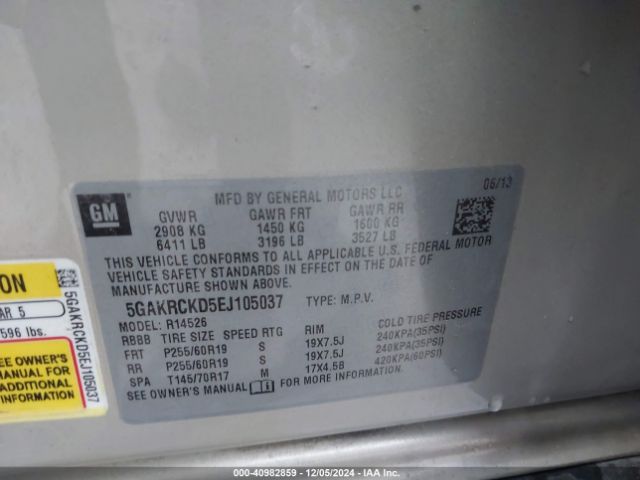 GM
MFD BY GENERAL MOTORS LLC
06/13
GVWR GAWR FRT GAWR RR
2908 KG 1450 KG 1600 KG
6411 LB 3196 LB 3527 LB
THIS VEHICLE CONFORMS TO ALL APPLICABLE U.S. FEDERAL MOTOR
VEHICLE SAFETY STANDARDS IN EFFECT ON THE DATE OF
MANUFACTURE SHOWN ABOVE.
5GAKRCKD5EJ105037 TYPE: M.P.V.
MODEL: R14526
RBBB TIRE SIZE SPEED RTG RIM COLD TIRE PRESSURE
FRT P255/60R19 S 19X7.5J 240KPA(35PSI)
RR P255/60R19 S 19X7.5J 240KPA(35PSI)
SPA T145/70R17 M 17X4.5B 420KPA(60PSI)
SEE OWNER'S MANUAL FOR MORE INFORMATION.
ON
AR 5
596 lbs.
SEE OWNER'S
MANUAL FOR
ADDITIONAL
INFORMATION
5GAKRCKD5EJ105037
000-40982859 - 12/05/2024 - IAA Inc.